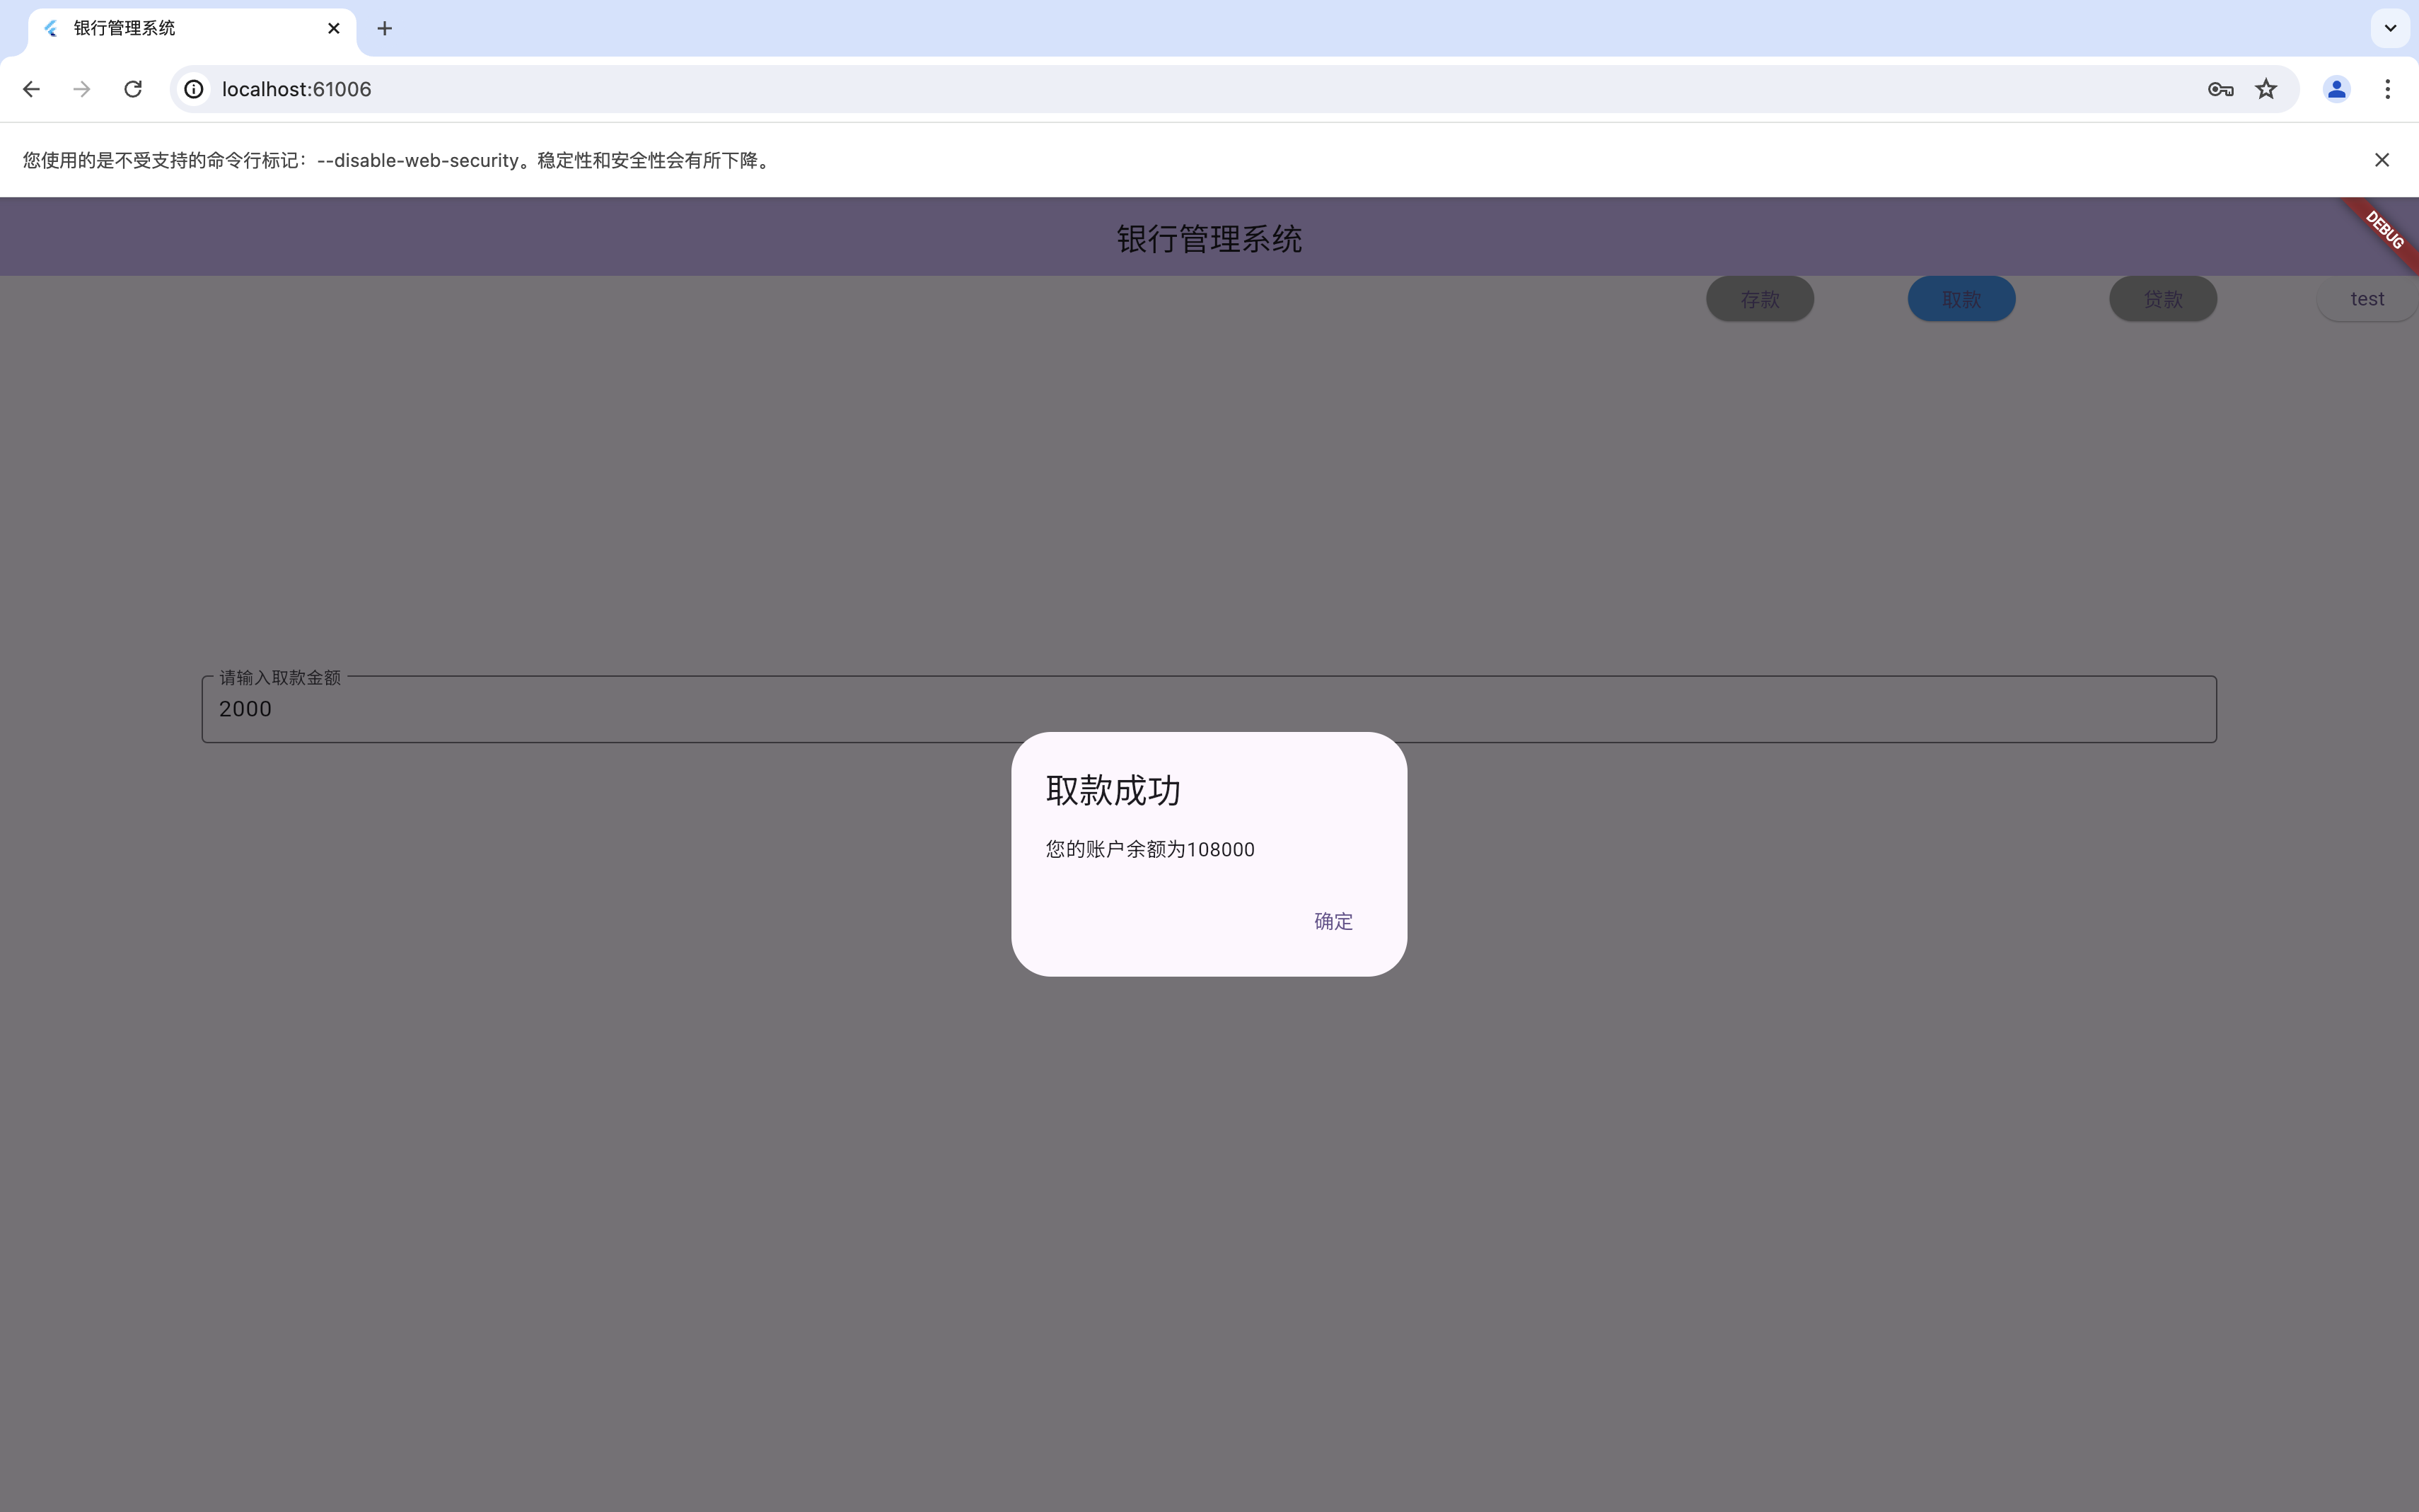 银行管理系统
localhost:61006
您使用的是不受支持的命令行标记：--disable-web-security。稳定性和安全性会有所下降。
银行管理系统
DEBUG
存款 取款 贷款 test
请输入取款金额
2000
取款成功
您的账户余额为108000
确定